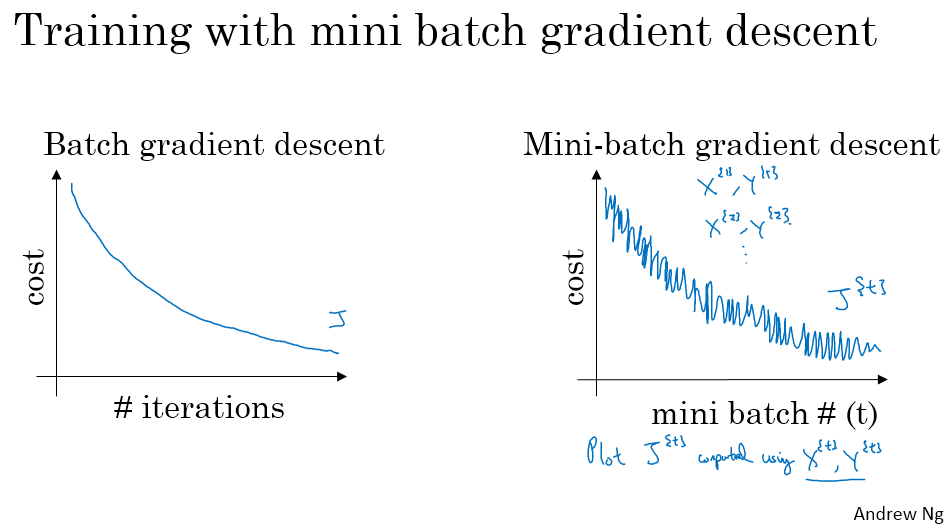 Training with mini batch gradient descent
Batch gradient descent
cost
J
# iterations
Mini-batch gradient descent
X^{1}, Y^{1}
X^{2}, Y^{2}
⋮
cost
J^{t}
mini batch # (t)
Plot J^{t} computed using X^{t}, Y^{t}
Andrew Ng